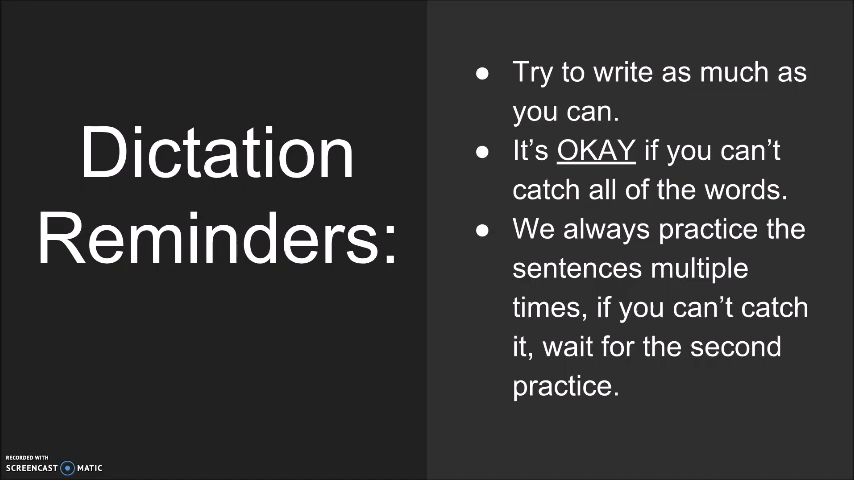 Dictation
Reminders:
● Try to write as much as
you can.
● It’s OKAY if you can’t
catch all of the words.
● We always practice the
sentences multiple
times, if you can’t catch
it, wait for the second
practice.
RECORDED WITH
SCREENCAST MATIC